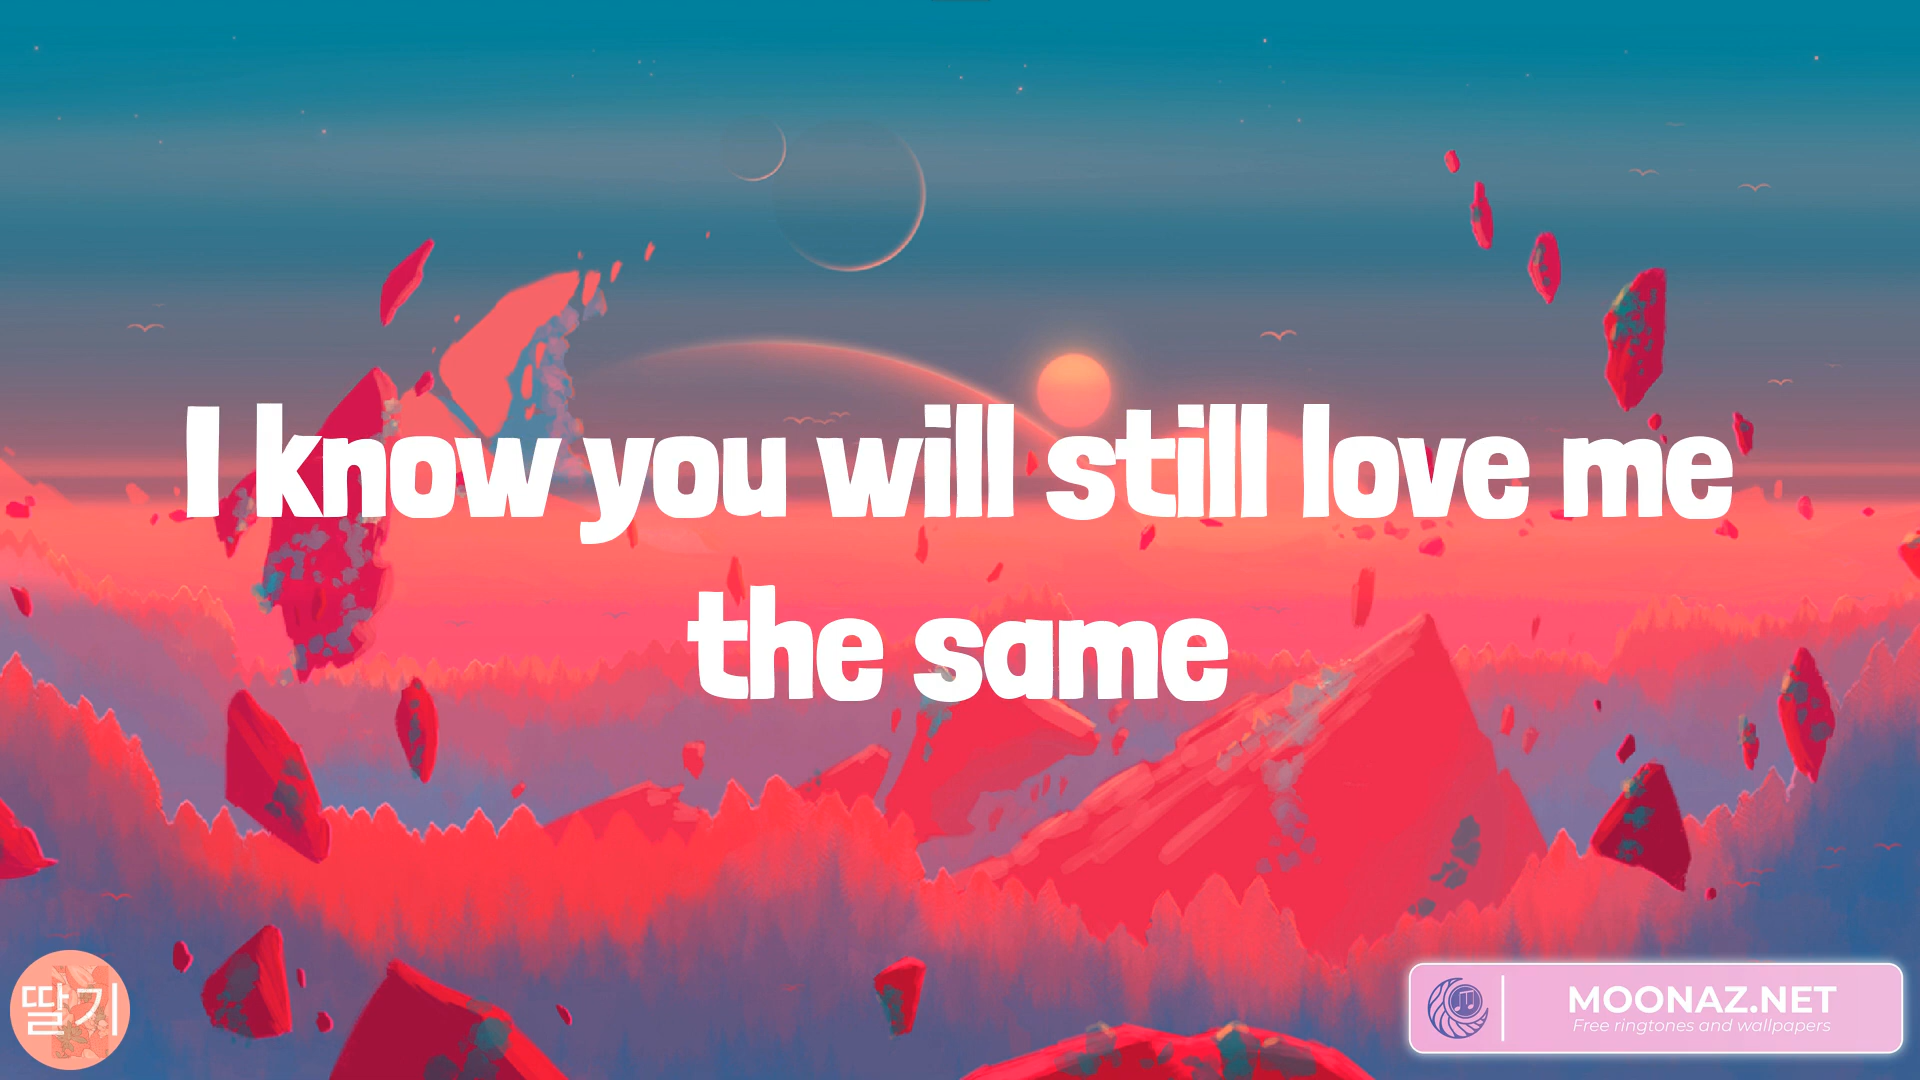 I know you will still love me
the same
딸기
MOONAZ.NET
Free ringtones and wallpapers